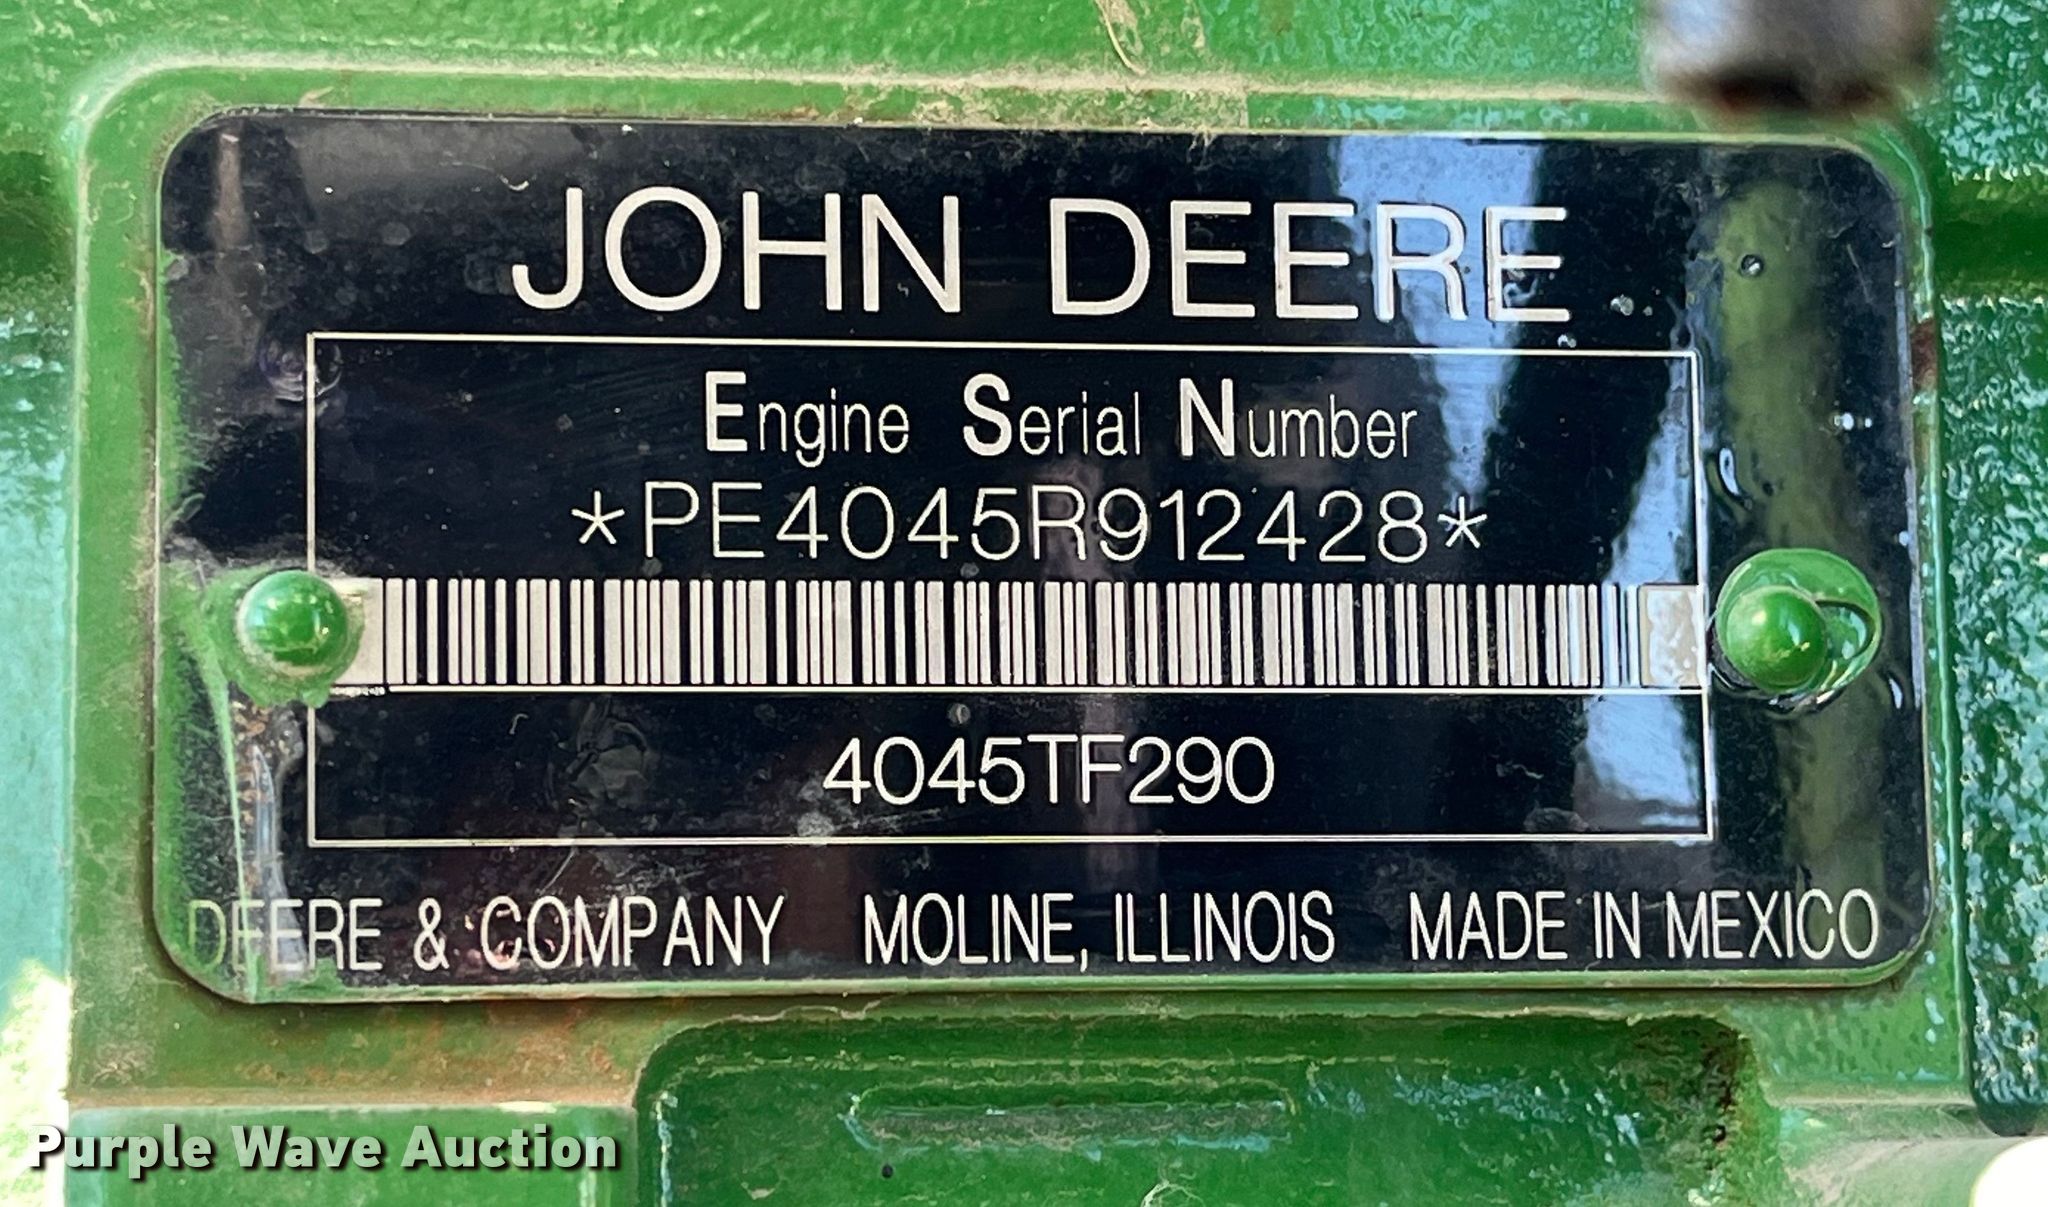 JOHN DEERE
Engine Serial Number
*PE4045R912428*
4045TF290
DEERE & COMPANY MOLINE, ILLINOIS MADE IN MEXICO
Purple Wave Auction